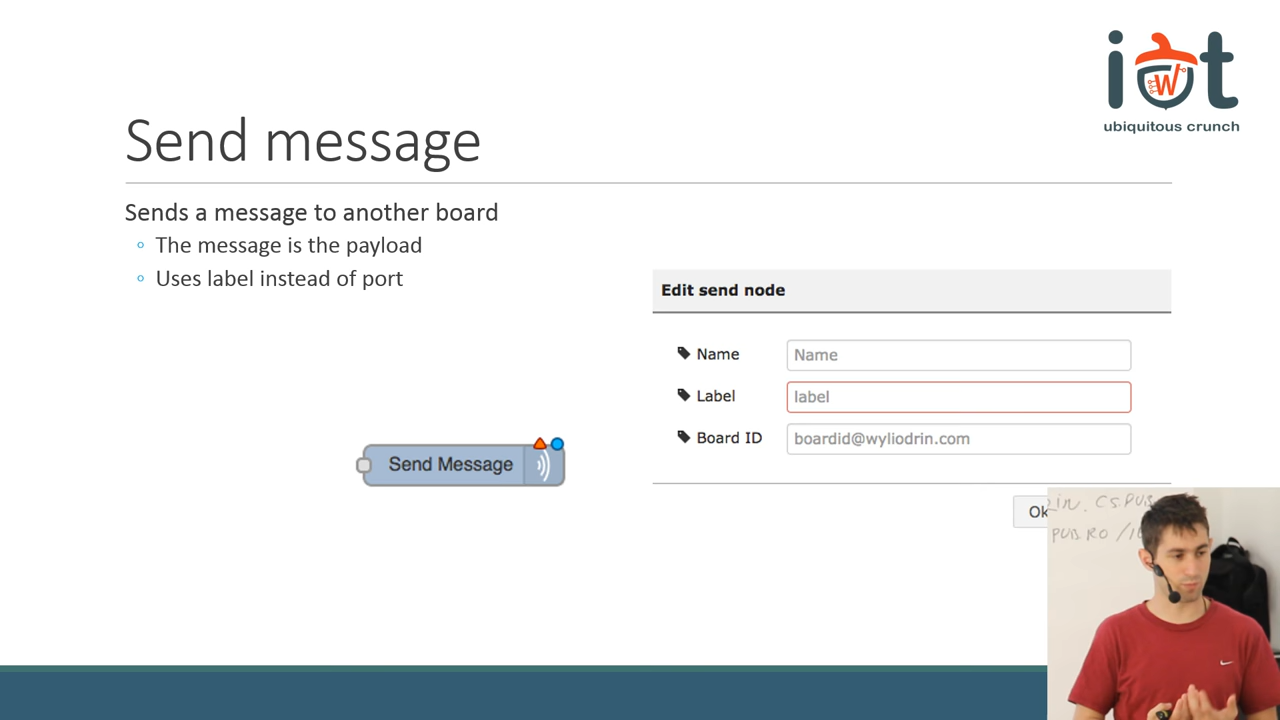 iot
ubiquitous crunch
Send message
Sends a message to another board
The message is the payload
Uses label instead of port
Edit send node
Name
Name
Label
label
Board ID
boardid@wyliodrin.com
Send Message
Ok
W